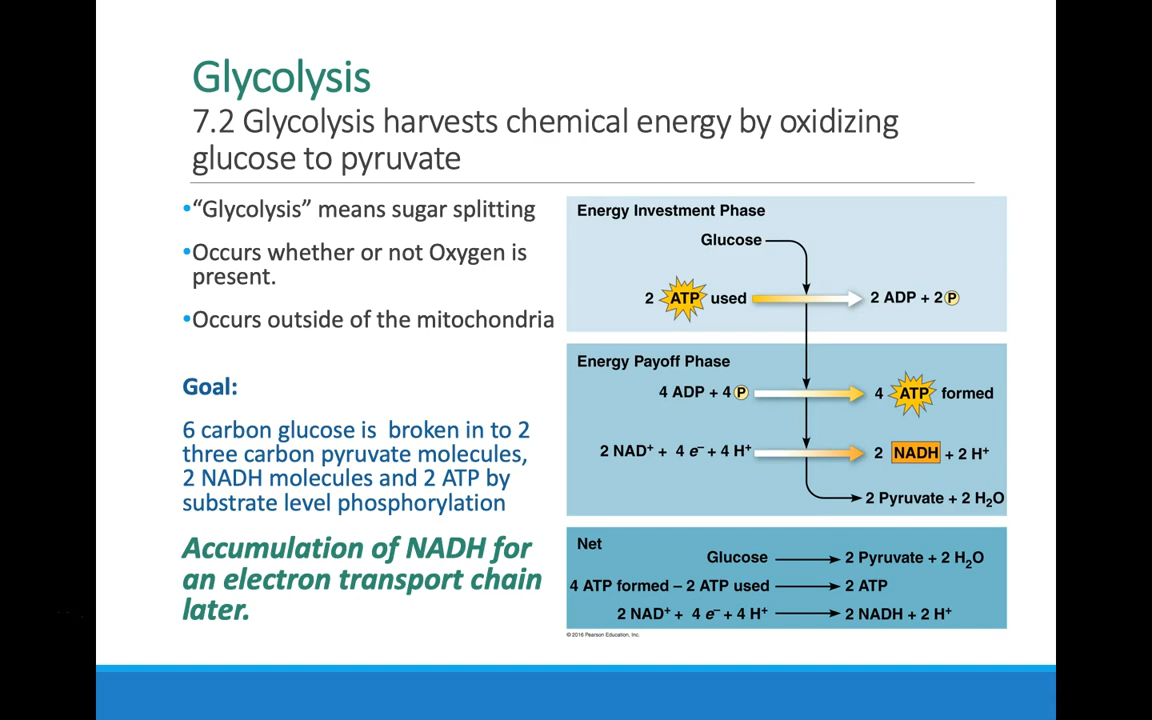 Glycolysis
7.2 Glycolysis harvests chemical energy by oxidizing
glucose to pyruvate
•“Glycolysis” means sugar splitting
•Occurs whether or not Oxygen is
present.
•Occurs outside of the mitochondria
Goal:
6 carbon glucose is broken in to 2
three carbon pyruvate molecules,
2 NADH molecules and 2 ATP by
substrate level phosphorylation
Accumulation of NADH for
an electron transport chain
later.
Energy Investment Phase
Glucose
2 ATP used 2 ADP + 2 P
Energy Payoff Phase
4 ADP + 4 P 4 ATP formed
2 NAD⁺ + 4 e⁻ + 4 H⁺ 2 NADH + 2 H⁺
2 Pyruvate + 2 H₂O
Net
Glucose 2 Pyruvate + 2 H₂O
4 ATP formed – 2 ATP used 2 ATP
2 NAD⁺ + 4 e⁻ + 4 H⁺ 2 NADH + 2 H⁺
© 2016 Pearson Education, Inc.